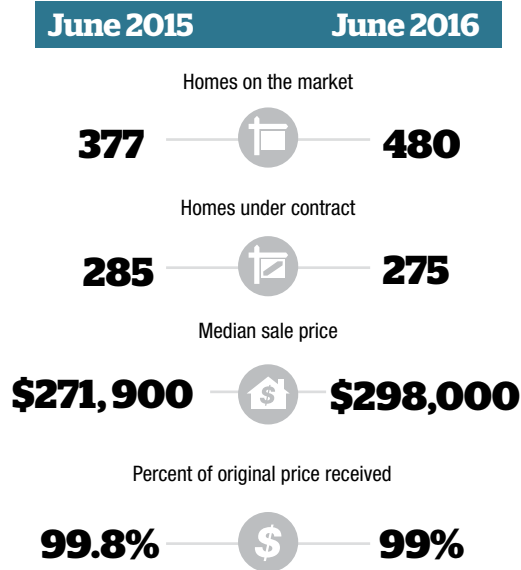 June 2015 June 2016
Homes on the market
377 480
Homes under contract
285 275
Median sale price
$271,900 $ $298,000
Percent of original price received
99.8% $ 99%